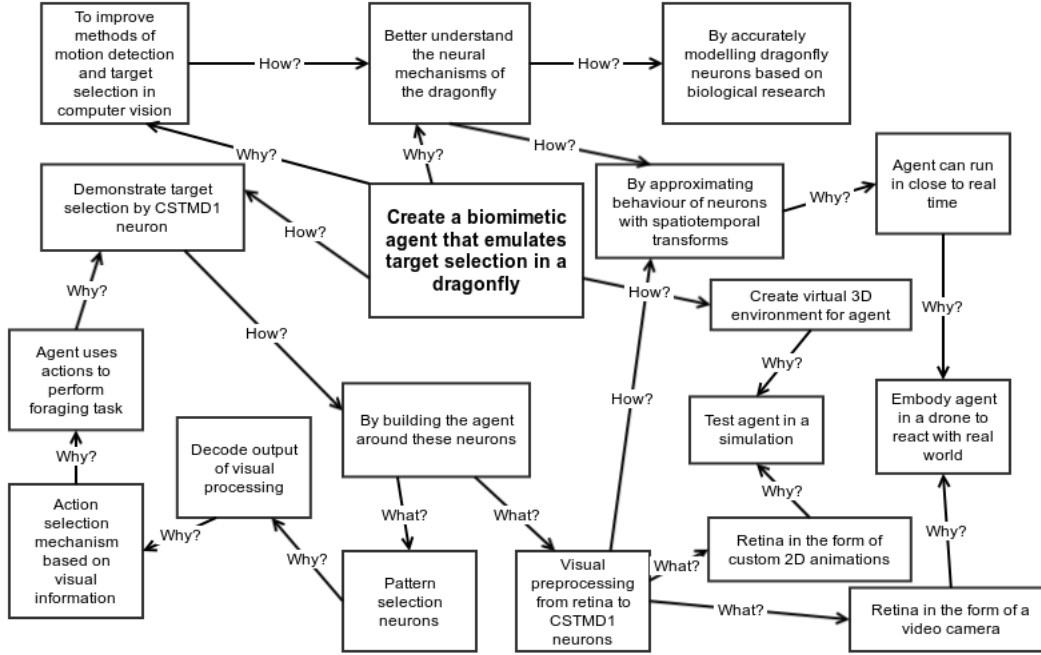 To improve
methods of
motion detection
and target
selection in
computer vision
How?
Better understand
the neural
mechanisms of
the dragonfly
How?
By accurately
modelling dragonfly
neurons based on
biological research
Why?
Why?
How?
Demonstrate target
selection by CSTMD1
neuron
How?
Create a biomimetic
agent that emulates
target selection in a
dragonfly
By approximating
behaviour of neurons
with spatiotemporal
transforms
Why?
Agent can run
in close to real
time
Why?
How?
How?
Create virtual 3D
environment for agent
Why?
Agent uses
actions to
perform
foraging task
Why?
How?
Why?
Decode output
of visual
processing
By building the agent
around these neurons
Test agent in a
simulation
Embody agent
in a drone to
react with real
world
Why?
Action
selection
mechanism
based on
visual
information
Why?
Why?
What?
What?
Pattern
selection
neurons
Visual
preprocessing
from retina to
CSTMD1
neurons
What?
What?
Why?
Retina in the form of
custom 2D animations
Why?
Retina in the form of a
video camera